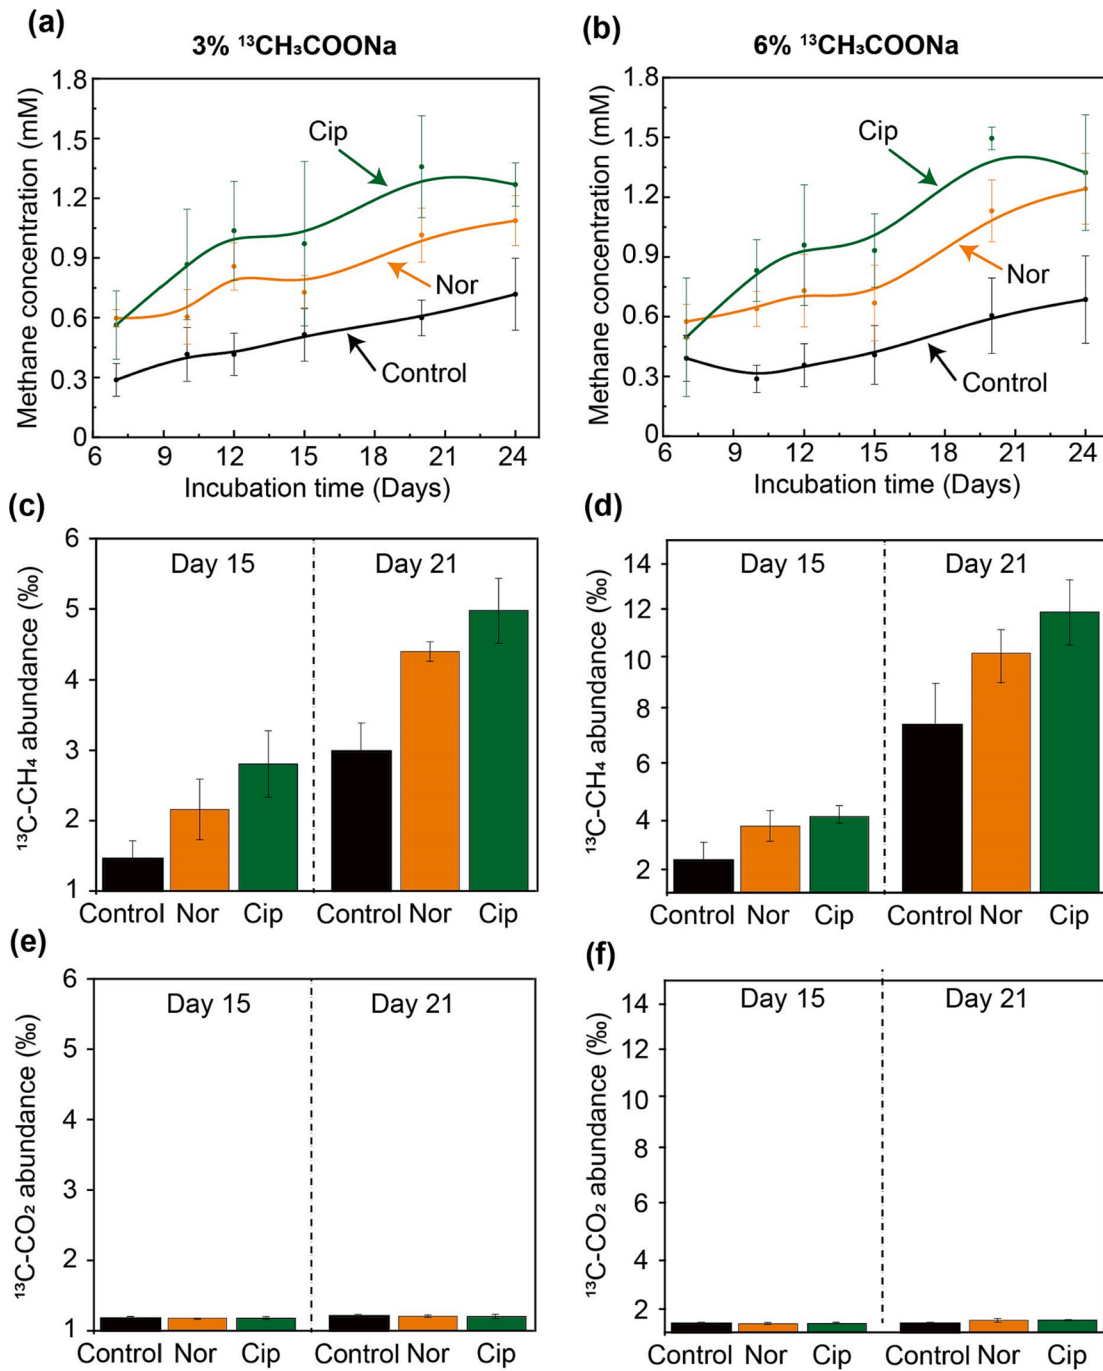 (a)
3% ¹³CH₃COONa
Methane concentration (mM)
1.8
1.5
1.2
0.9
0.6
0.3
0
Cip
Nor
Control
6 9 12 15 18 21 24
Incubation time (Days)
(b)
6% ¹³CH₃COONa
Methane concentration (mM)
1.8
1.5
1.2
0.9
0.6
0.3
0
Cip
Nor
Control
6 9 12 15 18 21 24
Incubation time (Days)
(c)
¹³C-CH₄ abundance (‰)
6
5
4
3
2
1
Day 15 Day 21
Control Nor Cip Control Nor Cip
(d)
¹³C-CH₄ abundance (‰)
14
12
10
8
6
4
2
Day 15 Day 21
Control Nor Cip Control Nor Cip
(e)
¹³C-CO₂ abundance (‰)
6
5
4
3
2
1
Day 15 Day 21
Control Nor Cip Control Nor Cip
(f)
¹³C-CO₂ abundance (‰)
14
12
10
8
6
4
2
Day 15 Day 21
Control Nor Cip Control Nor Cip